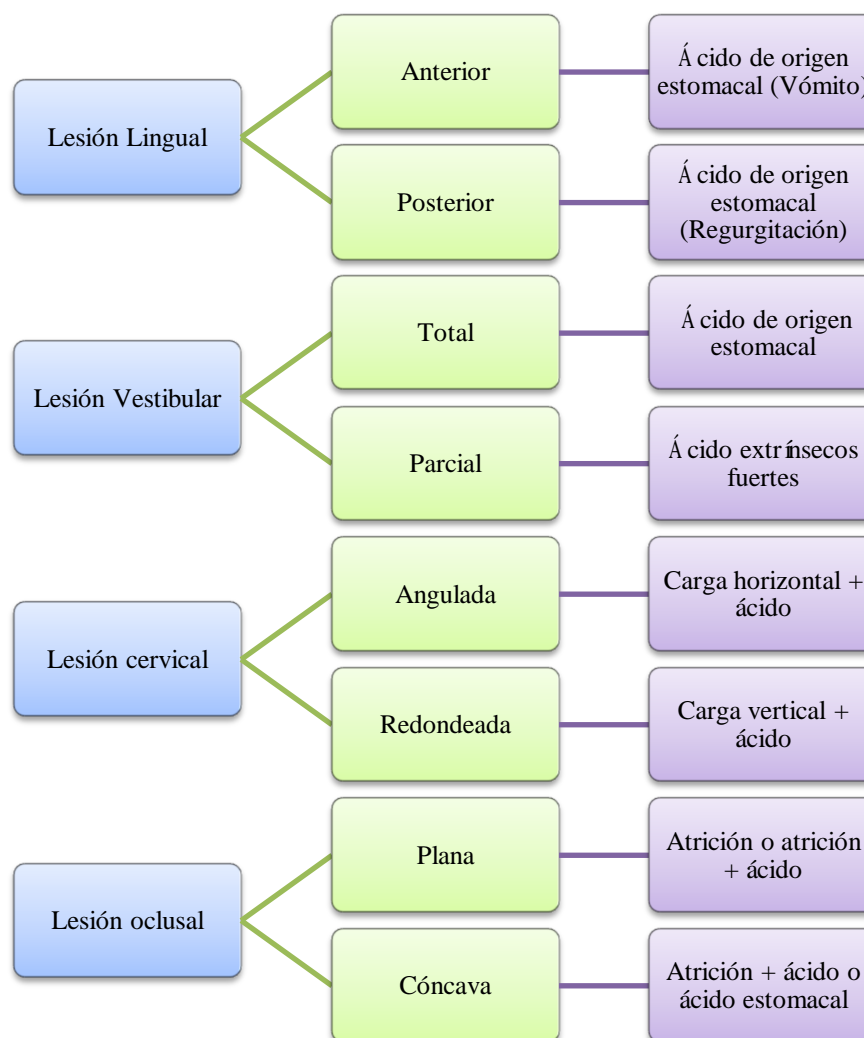 Lesión Lingual
Anterior
Á cido de origen
estomacal (Vómito)
Posterior
Á cido de origen
estomacal
(Regurgitación)
Lesión Vestibular
Total
Á cido de origen
estomacal
Parcial
Á cido extrínsecos
fuertes
Lesión cervical
Angulada
Carga horizontal +
ácido
Redondeada
Carga vertical +
ácido
Lesión oclusal
Plana
Atrición o atrición
+ ácido
Cóncava
Atrición + ácido o
ácido estomacal